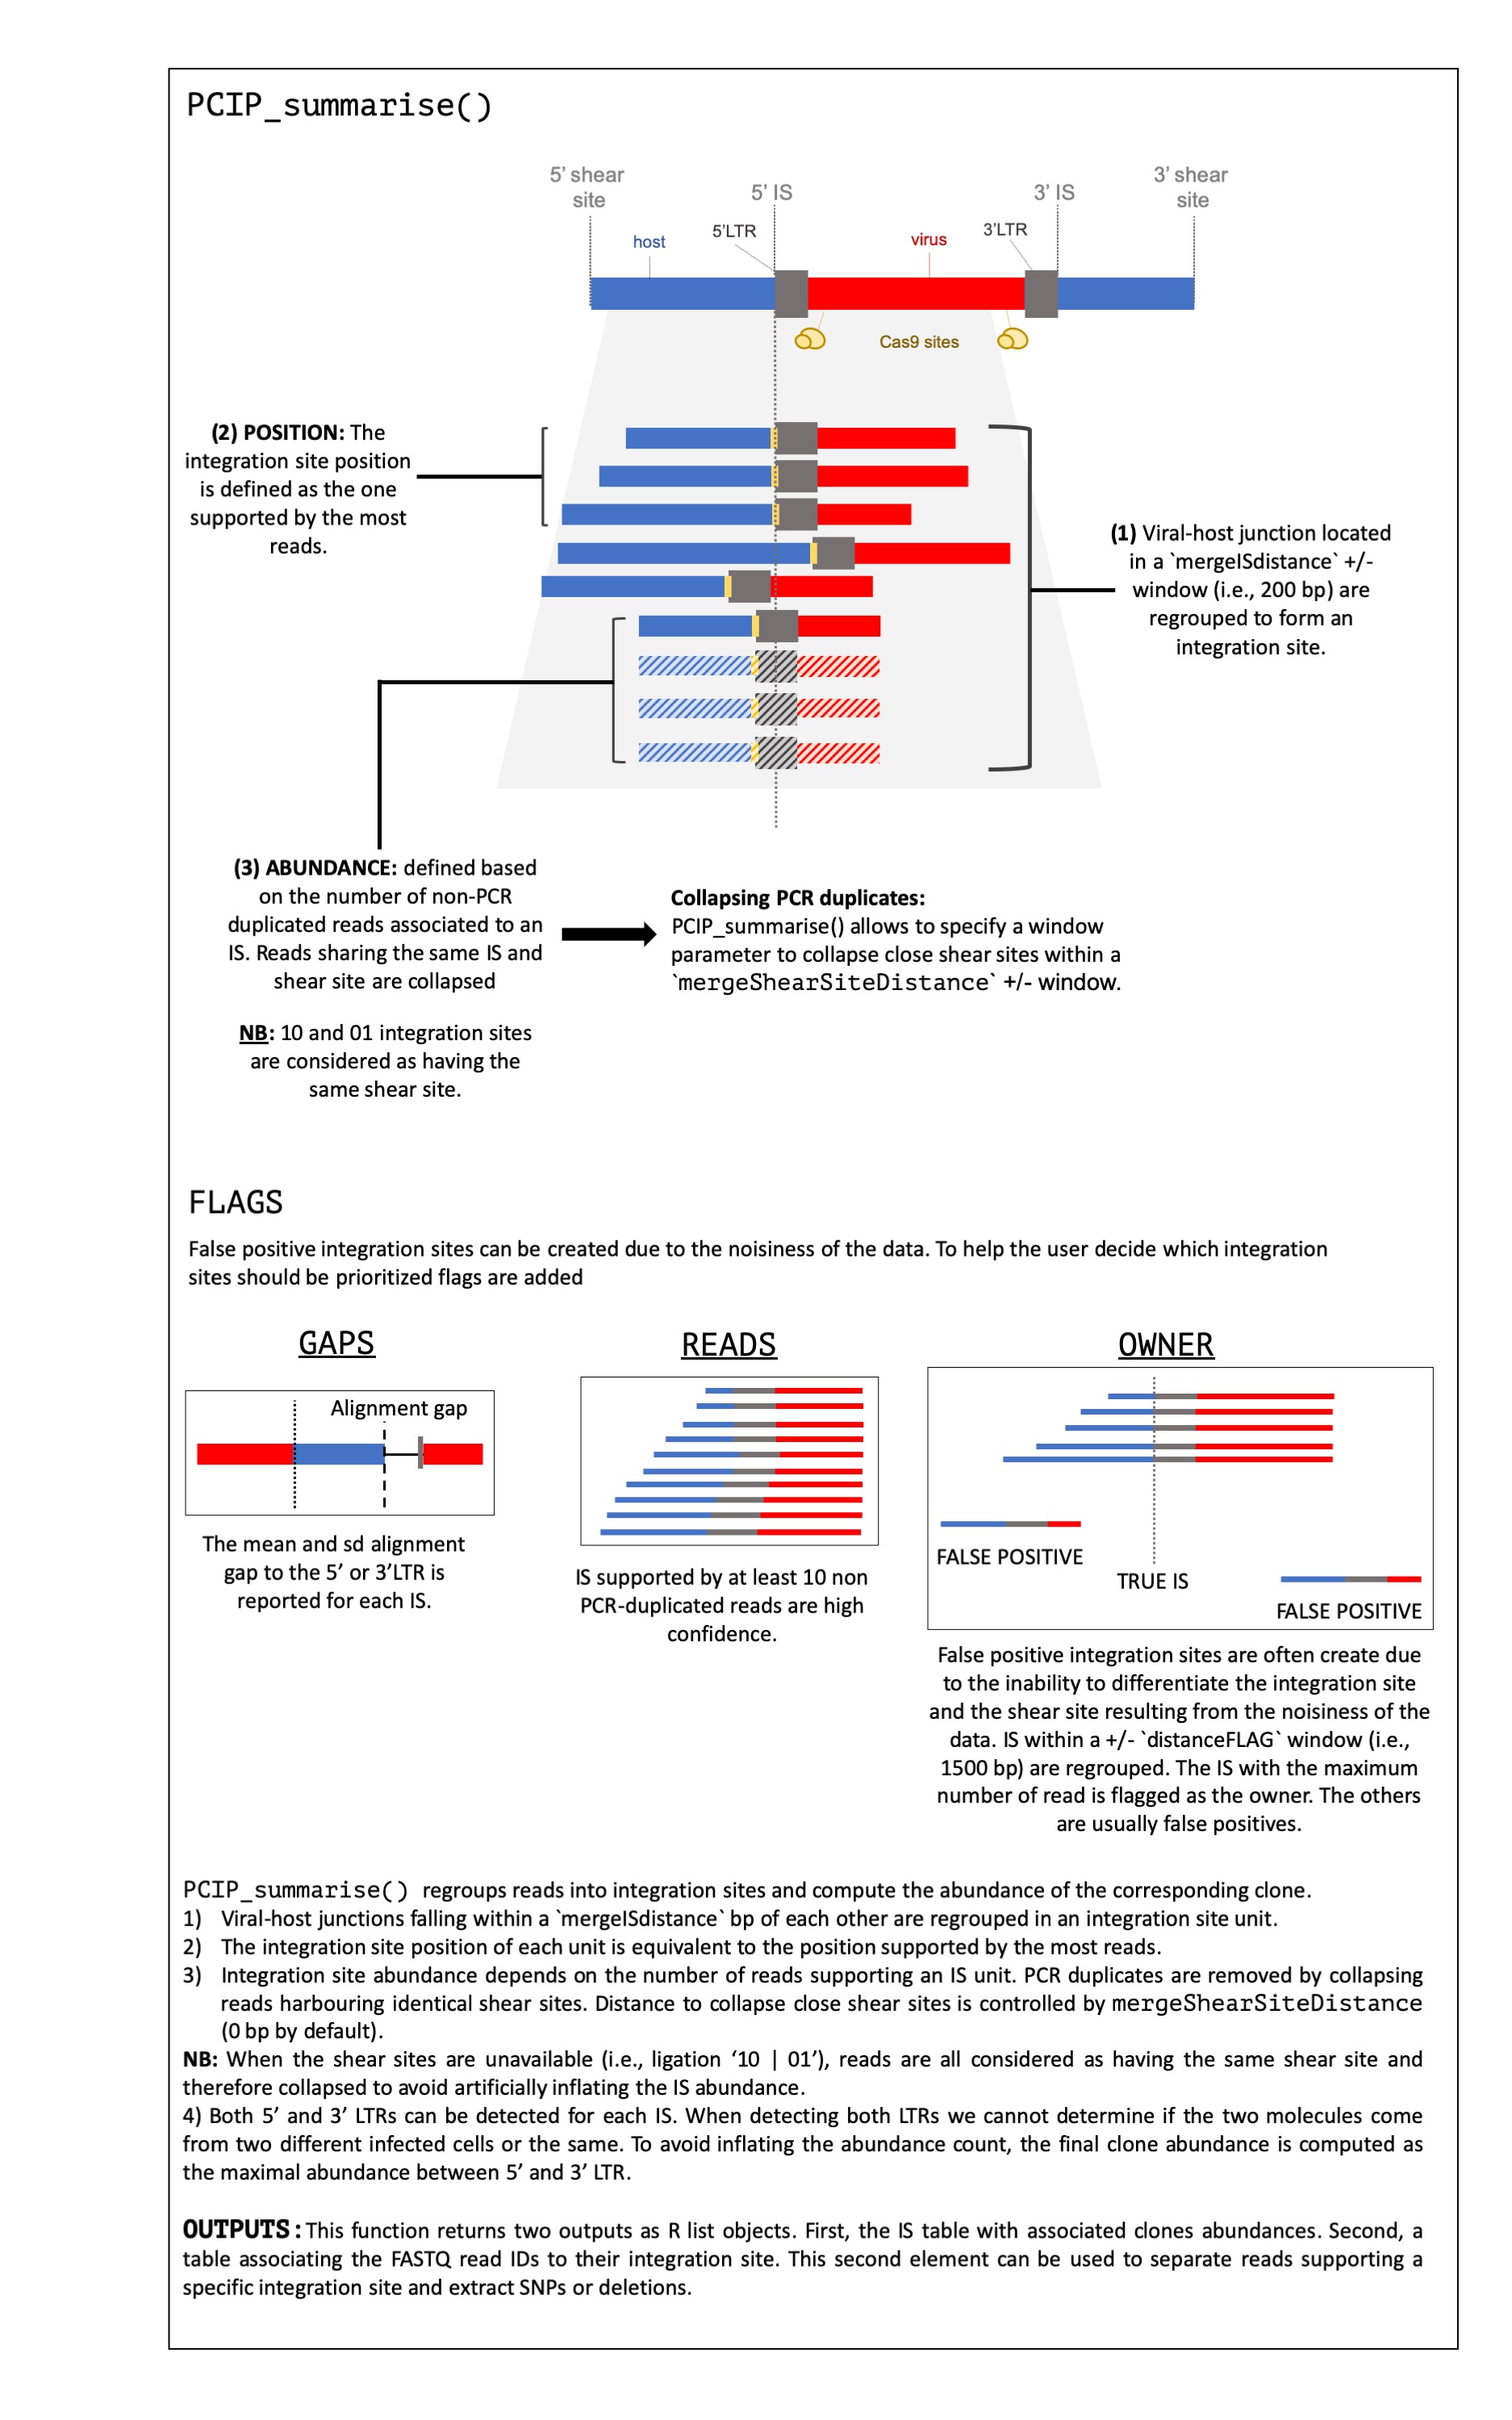 PCIP_summarise()
5’ shear
site
5’ IS
3’ IS
3’ shear
site
host
5’LTR
virus
3’LTR
Cas9 sites
(2) POSITION: The
integration site position
is defined as the one
supported by the most
reads.
(1) Viral-host junction located
in a `mergeISdistance` +/-
window (i.e., 200 bp) are
regrouped to form an
integration site.
(3) ABUNDANCE: defined based
on the number of non-PCR
duplicated reads associated to an
IS. Reads sharing the same IS and
shear site are collapsed
NB: 10 and 01 integration sites
are considered as having the
same shear site.
Collapsing PCR duplicates:
PCIP_summarise() allows to specify a window
parameter to collapse close shear sites within a
`mergeShearSiteDistance` +/- window.
FLAGS
False positive integration sites can be created due to the noisiness of the data. To help the user decide which integration
sites should be prioritized flags are added
GAPS
Alignment gap
The mean and sd alignment
gap to the 5’ or 3’LTR is
reported for each IS.
READS
IS supported by at least 10 non
PCR-duplicated reads are high
confidence.
OWNER
FALSE POSITIVE
TRUE IS
FALSE POSITIVE
False positive integration sites are often create due
to the inability to differentiate the integration site
and the shear site resulting from the noisiness of the
data. IS within a +/- `distanceFLAG` window (i.e.,
1500 bp) are regrouped. The IS with the maximum
number of read is flagged as the owner. The others
are usually false positives.
PCIP_summarise() regroups reads into integration sites and compute the abundance of the corresponding clone.
1) Viral-host junctions falling within a `mergeISdistance` bp of each other are regrouped in an integration site unit.
2) The integration site position of each unit is equivalent to the position supported by the most reads.
3) Integration site abundance depends on the number of reads supporting an IS unit. PCR duplicates are removed by collapsing
reads harbouring identical shear sites. Distance to collapse close shear sites is controlled by mergeShearSiteDistance
(0 bp by default).
NB: When the shear sites are unavailable (i.e., ligation ‘10 | 01’), reads are all considered as having the same shear site and
therefore collapsed to avoid artificially inflating the IS abundance.
4) Both 5’ and 3’ LTRs can be detected for each IS. When detecting both LTRs we cannot determine if the two molecules come
from two different infected cells or the same. To avoid inflating the abundance count, the final clone abundance is computed as
the maximal abundance between 5’ and 3’ LTR.
OUTPUTS: This function returns two outputs as R list objects. First, the IS table with associated clones abundances. Second, a
table associating the FASTQ read IDs to their integration site. This second element can be used to separate reads supporting a
specific integration site and extract SNPs or deletions.